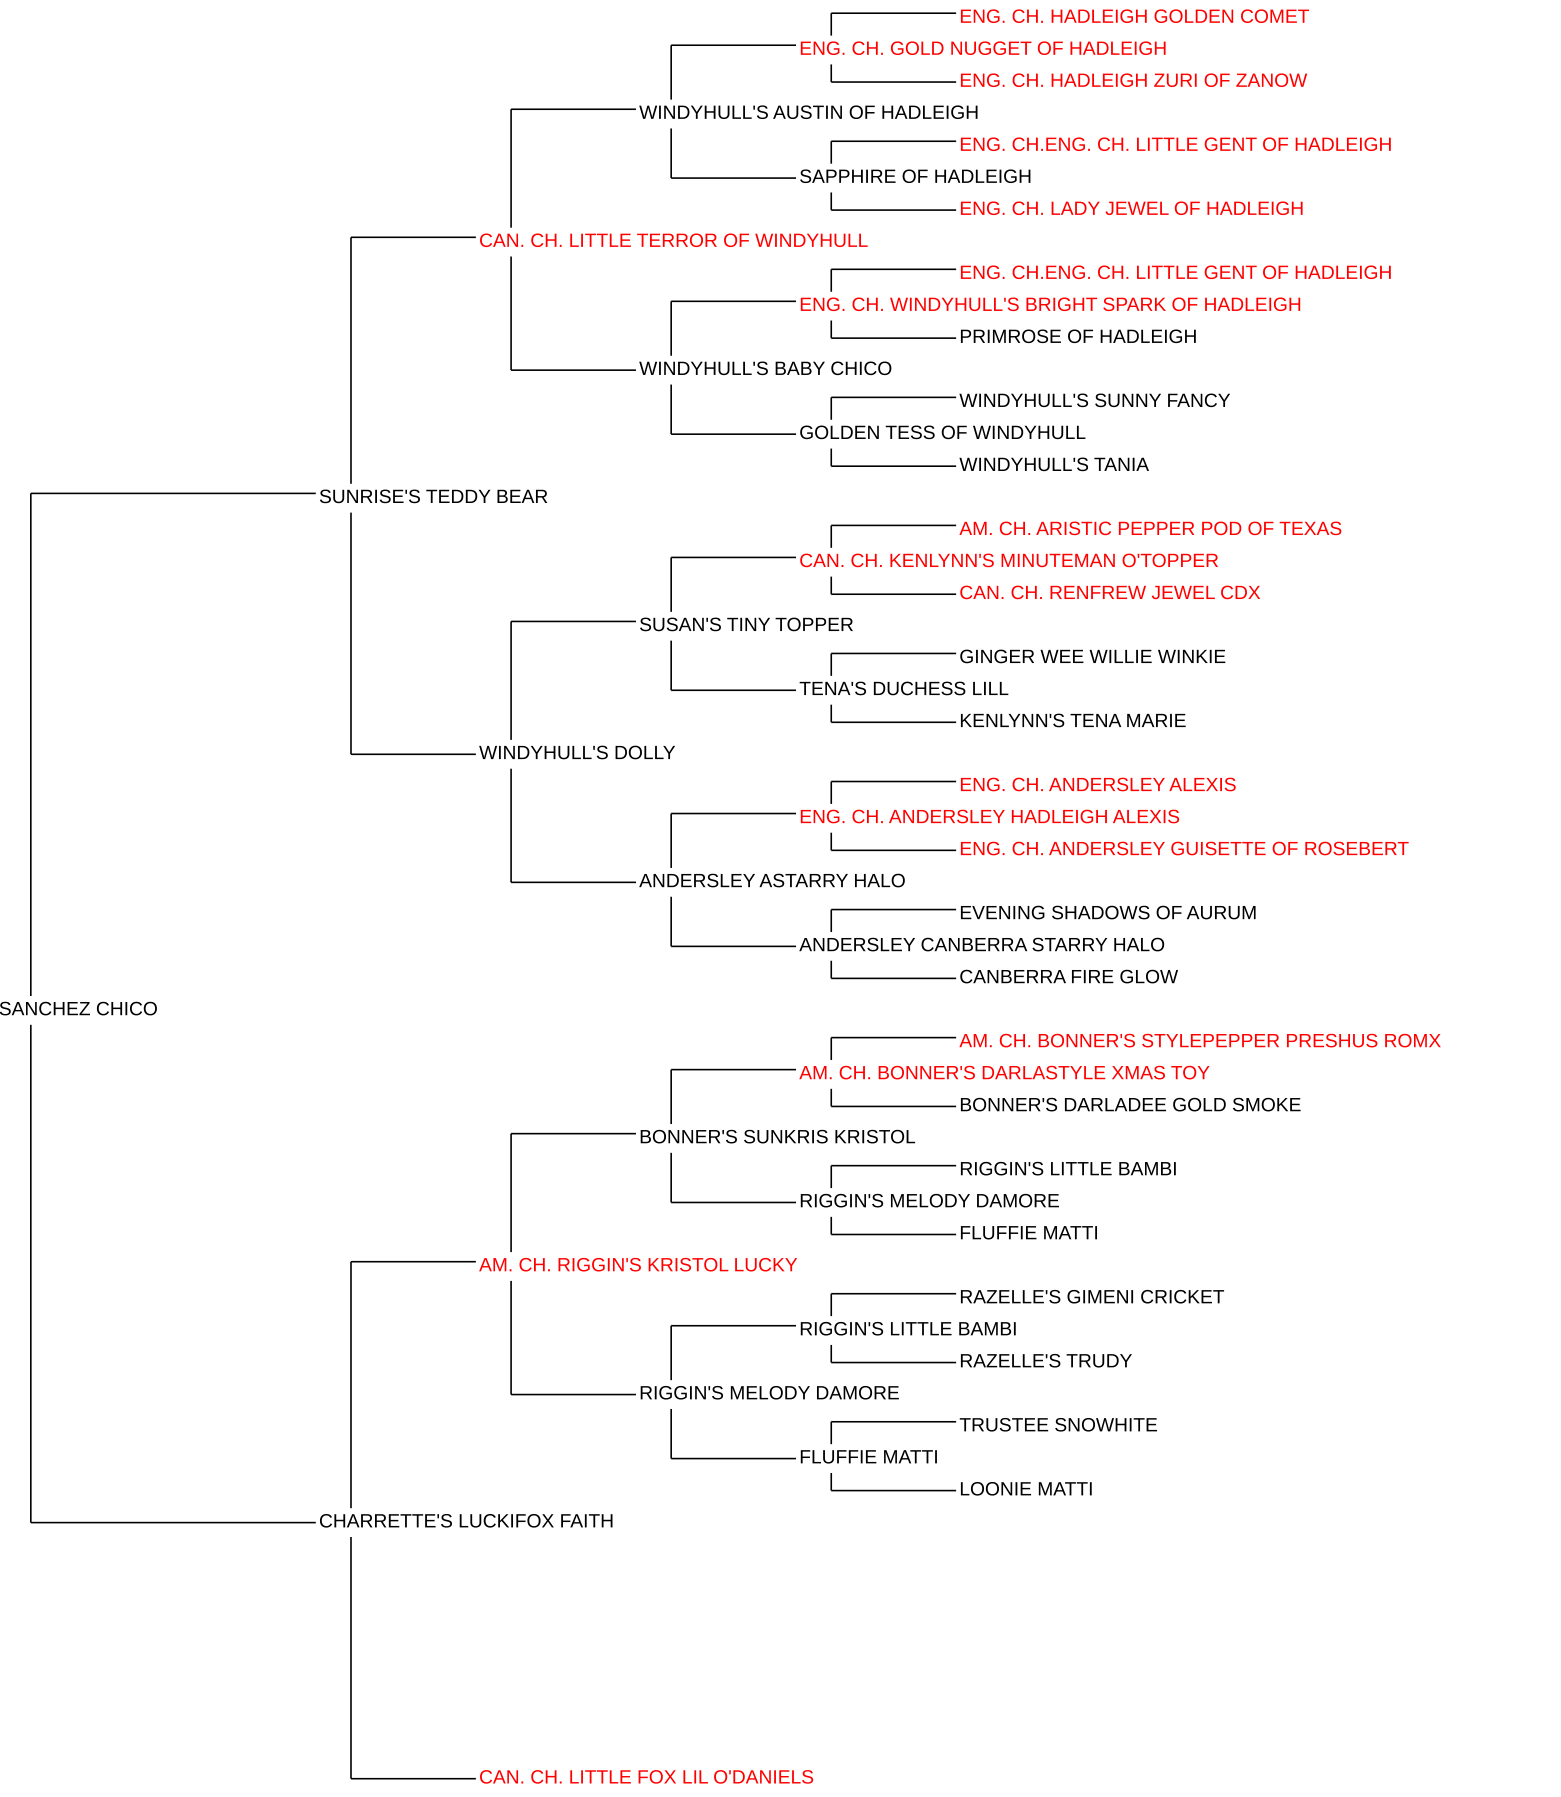 ENG. CH. HADLEIGH GOLDEN COMET
ENG. CH. GOLD NUGGET OF HADLEIGH
ENG. CH. HADLEIGH ZURI OF ZANOW
WINDYHULL'S AUSTIN OF HADLEIGH
ENG. CH.ENG. CH. LITTLE GENT OF HADLEIGH
SAPPHIRE OF HADLEIGH
ENG. CH. LADY JEWEL OF HADLEIGH
CAN. CH. LITTLE TERROR OF WINDYHULL
ENG. CH.ENG. CH. LITTLE GENT OF HADLEIGH
ENG. CH. WINDYHULL'S BRIGHT SPARK OF HADLEIGH
PRIMROSE OF HADLEIGH
WINDYHULL'S BABY CHICO
WINDYHULL'S SUNNY FANCY
GOLDEN TESS OF WINDYHULL
WINDYHULL'S TANIA
SUNRISE'S TEDDY BEAR
AM. CH. ARISTIC PEPPER POD OF TEXAS
CAN. CH. KENLYNN'S MINUTEMAN O'TOPPER
CAN. CH. RENFREW JEWEL CDX
SUSAN'S TINY TOPPER
GINGER WEE WILLIE WINKIE
TENA'S DUCHESS LILL
KENLYNN'S TENA MARIE
WINDYHULL'S DOLLY
ENG. CH. ANDERSLEY ALEXIS
ENG. CH. ANDERSLEY HADLEIGH ALEXIS
ENG. CH. ANDERSLEY GUISETTE OF ROSEBERT
ANDERSLEY ASTARRY HALO
EVENING SHADOWS OF AURUM
ANDERSLEY CANBERRA STARRY HALO
CANBERRA FIRE GLOW
SANCHEZ CHICO
AM. CH. BONNER'S STYLEPEPPER PRESHUS ROMX
AM. CH. BONNER'S DARLASTYLE XMAS TOY
BONNER'S DARLADEE GOLD SMOKE
BONNER'S SUNKRIS KRISTOL
RIGGIN'S LITTLE BAMBI
RIGGIN'S MELODY DAMORE
FLUFFIE MATTI
AM. CH. RIGGIN'S KRISTOL LUCKY
RAZELLE'S GIMENI CRICKET
RIGGIN'S LITTLE BAMBI
RAZELLE'S TRUDY
RIGGIN'S MELODY DAMORE
TRUSTEE SNOWHITE
FLUFFIE MATTI
LOONIE MATTI
CHARRETTE'S LUCKIFOX FAITH
CAN. CH. LITTLE FOX LIL O'DANIELS